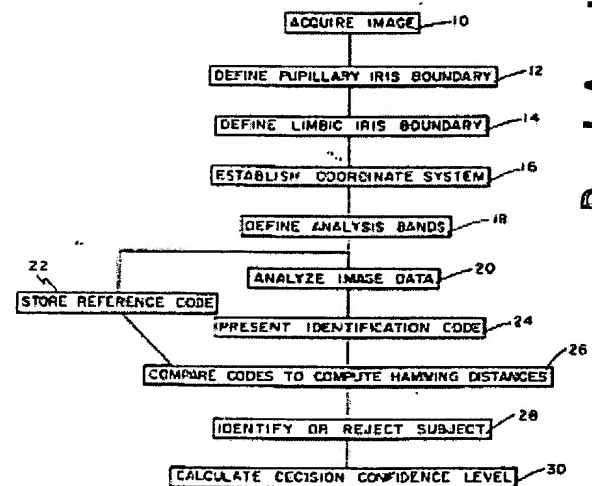 ACQUIRE IMAGE 10
DEFINE PUPILLARY IRIS BOUNDARY 12
DEFINE LIMBIC IRIS BOUNDARY 14
ESTABLISH COORDINATE SYSTEM 16
DEFINE ANALYSIS BANDS 18
22
ANALYZE IMAGE DATA 20
STORE REFERENCE CODE
PRESENT IDENTIFICATION CODE 24
COMPARE CODES TO COMPUTE HAMMING DISTANCES 26
IDENTIFY OR REJECT SUBJECT 28
CALCULATE CECISION CONFIDENCE LEVEL 30